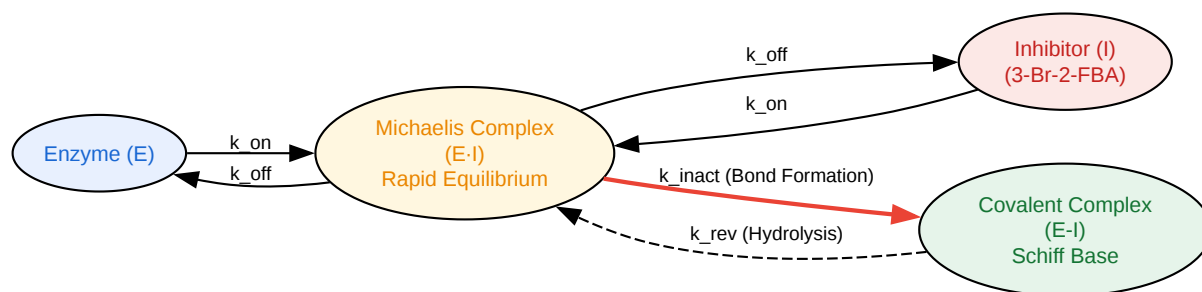 Enzyme (E)
k_on
k_off
Michaelis Complex
(E·I)
Rapid Equilibrium
k_off
k_on
Inhibitor (I)
(3-Br-2-FBA)
k_inact (Bond Formation)
k_rev (Hydrolysis)
Covalent Complex
(E-I)
Schiff Base